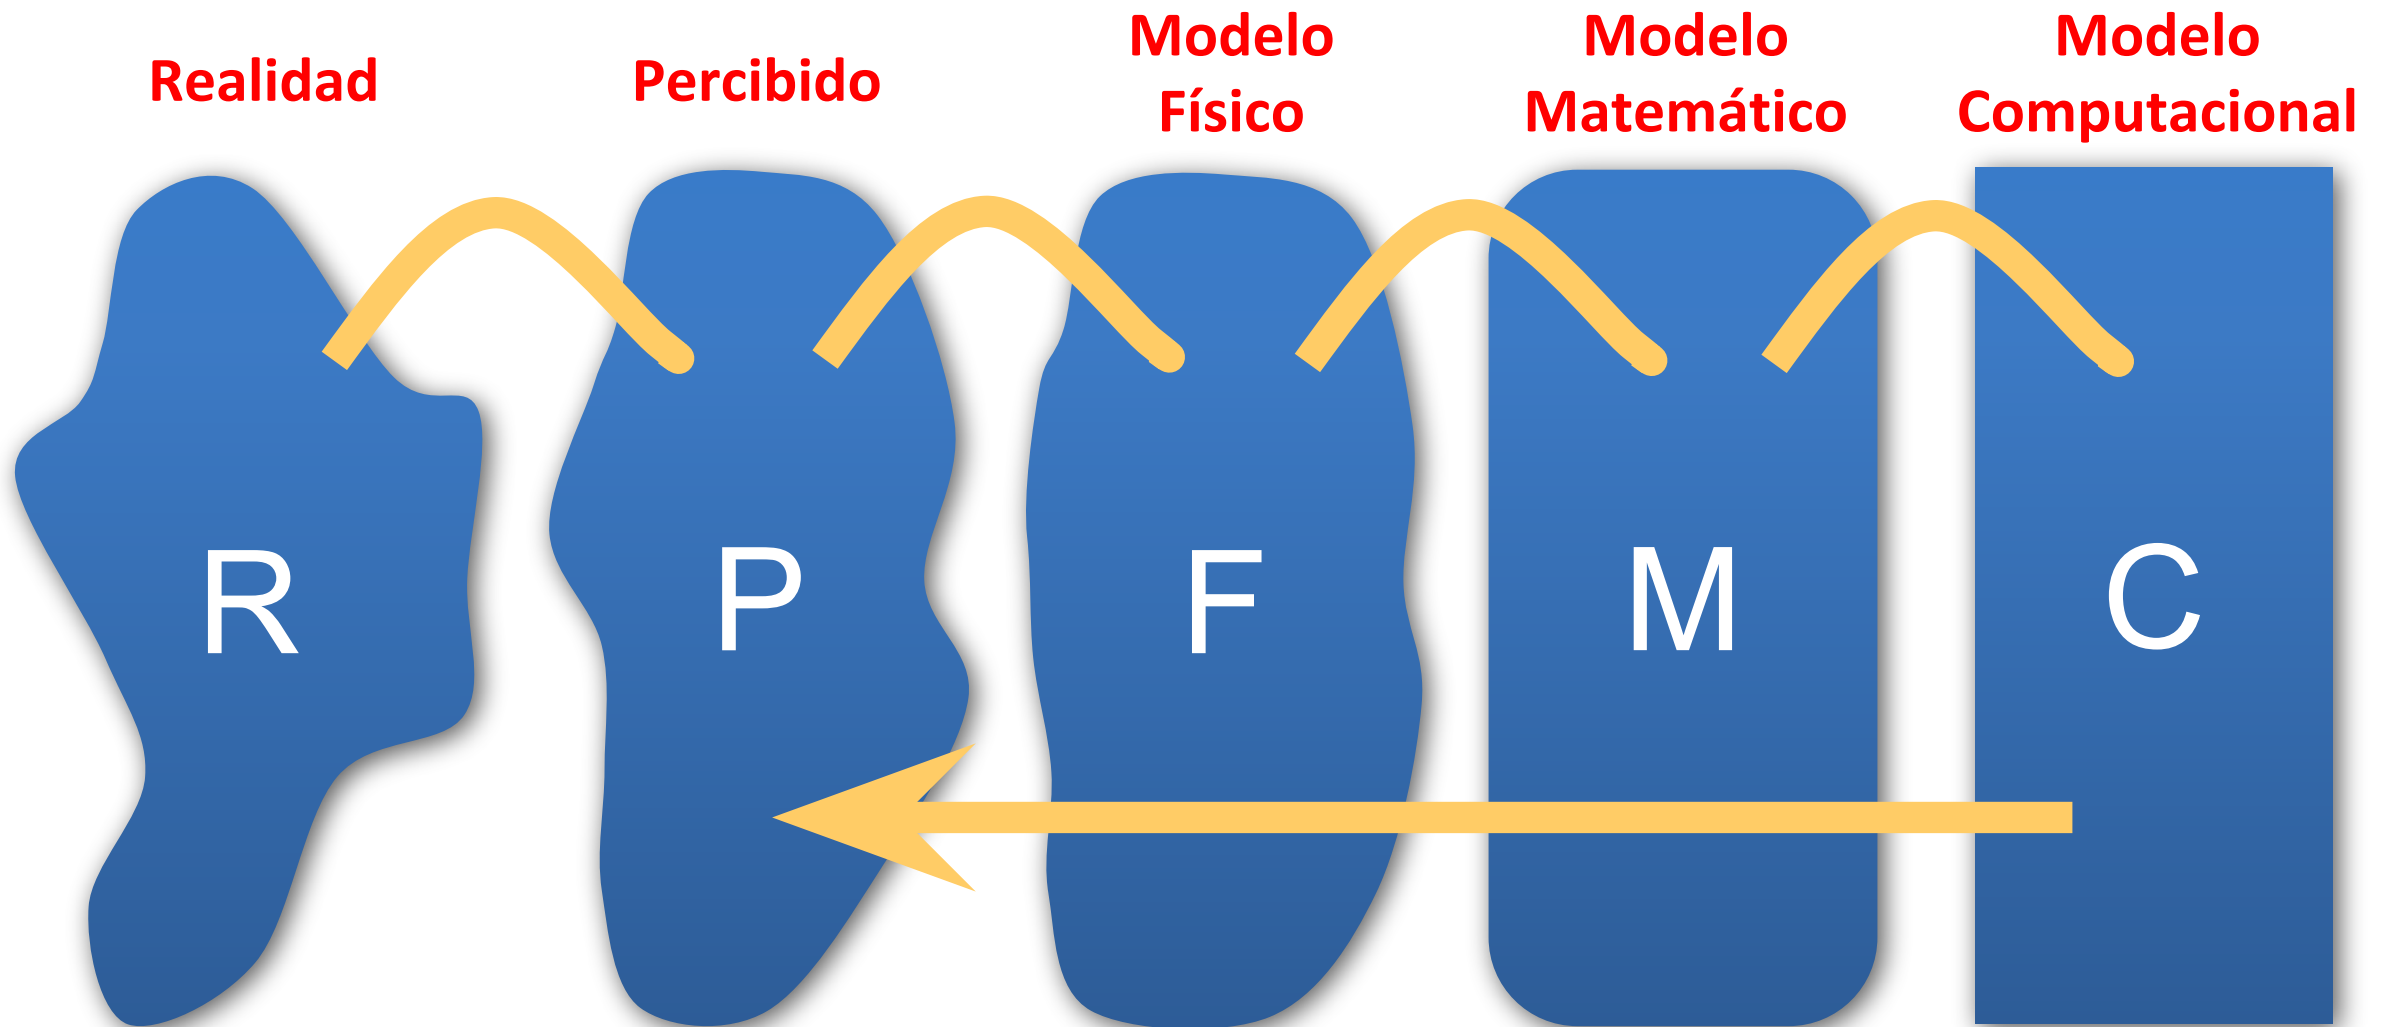 Realidad
Percibido
Modelo
Físico
Modelo
Matemático
Modelo
Computacional
R
P
F
M
C